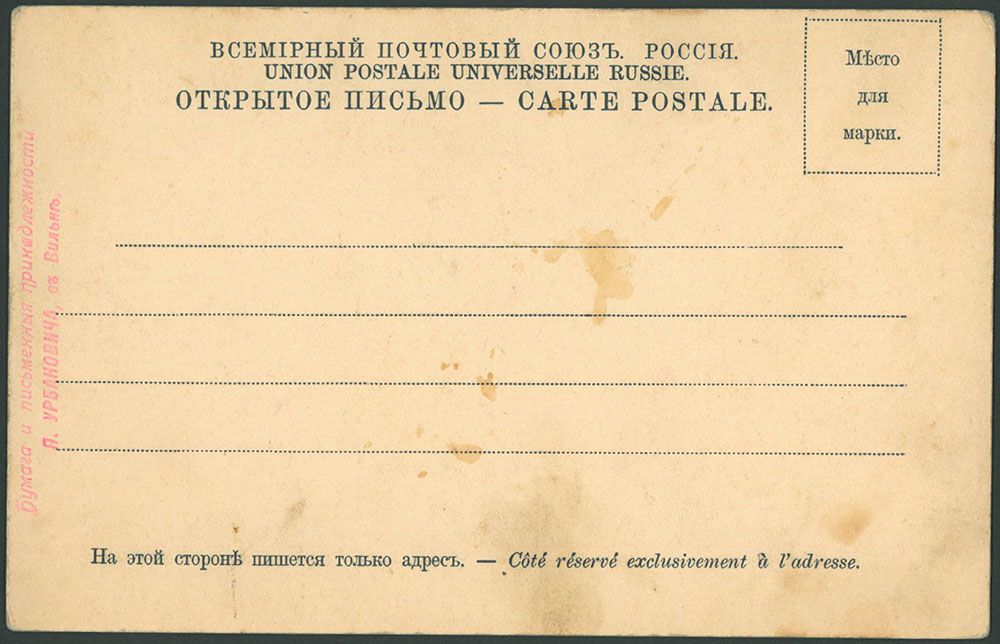 ВСЕМІРНЫЙ ПОЧТОВЫЙ СОЮЗЪ. РОССІЯ.
UNION POSTALE UNIVERSELLE RUSSIE.
ОТКРЫТОЕ ПИСЬМО — CARTE POSTALE.
Мѣсто
для
марки.
Бумага и письменныя принадлежности
П. УРБАНОВИЧА, въ Вильнѣ.
На этой сторонѣ пишется только адресъ. — Côté réservé exclusivement à l'adresse.